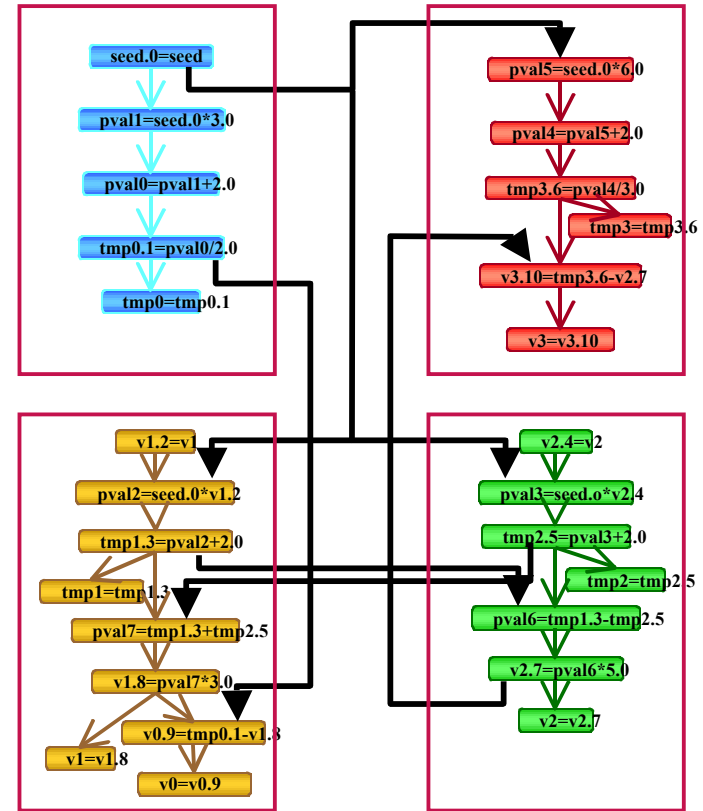 seed.0=seed
pval1=seed.0*3.0
pval0=pval1+2.0
tmp0.1=pval0/2.0
tmp0=tmp0.1
pval5=seed.0*6.0
pval4=pval5+2.0
tmp3.6=pval4/3.0
tmp3=tmp3.6
v3.10=tmp3.6-v2.7
v3=v3.10
v1.2=v1
pval2=seed.0*v1.2
tmp1.3=pval2+2.0
tmp1=tmp1.3
pval7=tmp1.3+tmp2.5
v1.8=pval7*3.0
v0.9=tmp0.1-v1.8
v1=v1.8
v0=v0.9
v2.4=v2
pval3=seed.o*v2.4
tmp2.5=pval3+2.0
tmp2=tmp2.5
pval6=tmp1.3-tmp2.5
v2.7=pval6*5.0
v2=v2.7